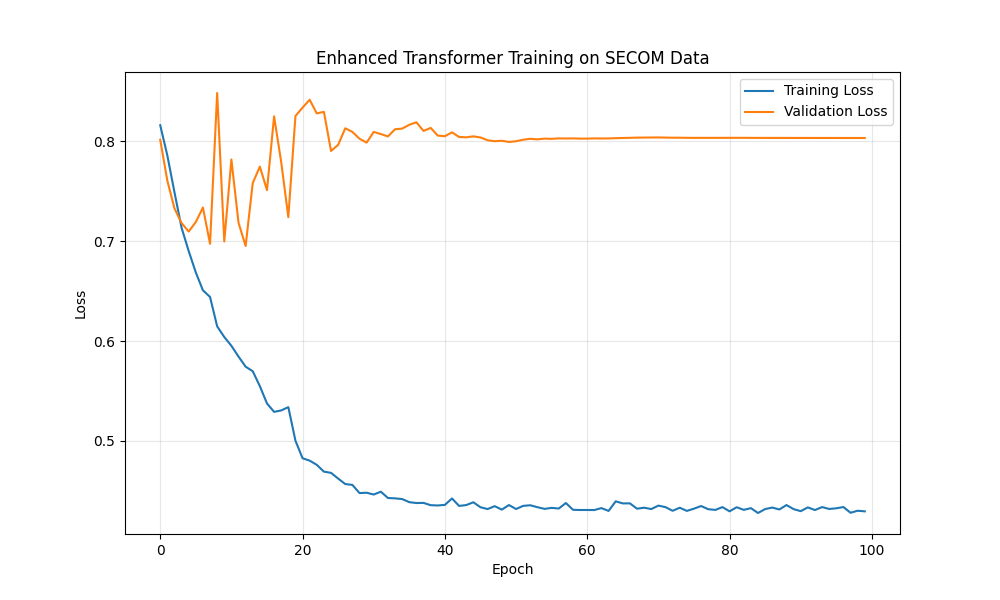 Enhanced Transformer Training on SECOM Data
Training Loss
Validation Loss
0.8
0.7
0.6
0.5
Loss
0 20 40 60 80 100
Epoch